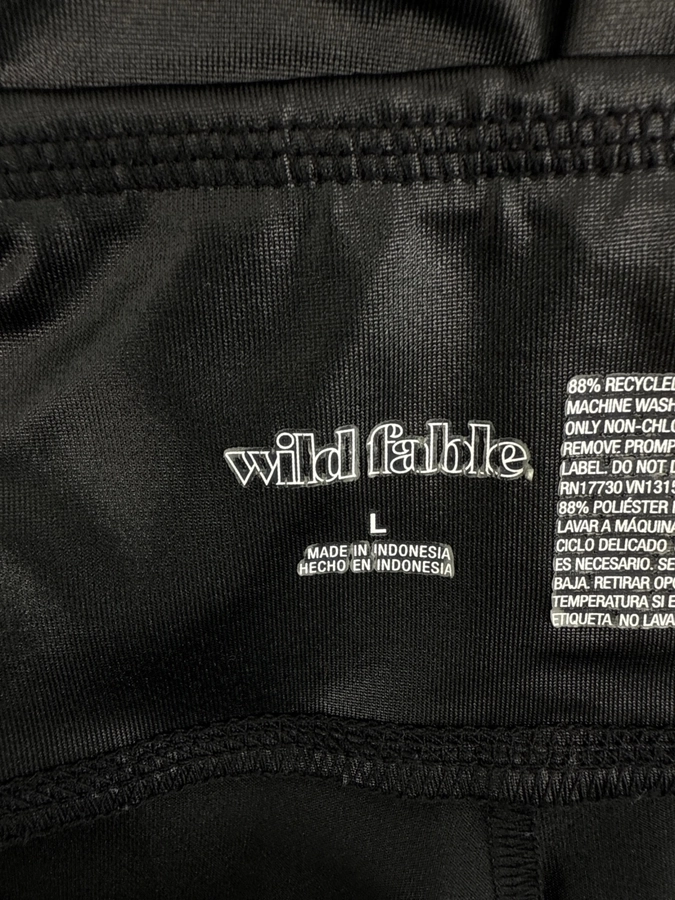 wild fable
L
MADE IN INDONESIA
HECHO EN INDONESIA
88% RECYCLED
MACHINE WASH
ONLY NON-CHLO
REMOVE PROMP
LABEL. DO NOT D
RN17730 VN1315
88% POLIÉSTER
LAVAR A MÁQUINA
CICLO DELICADO
ES NECESARIO. SE
BAJA. RETIRAR OPO
TEMPERATURA SI E
ETIQUETA NO LAVA